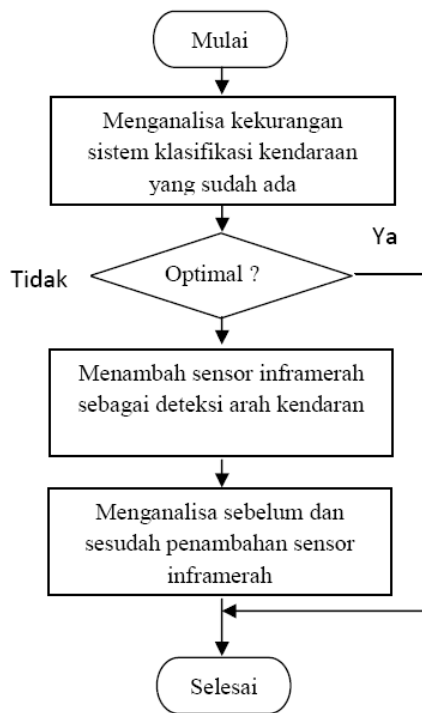 Mulai
Menganalisa kekurangan
sistem klasifikasi kendaraan
yang sudah ada
Ya
Tidak
Optimal ?
Menambah sensor inframerah
sebagai deteksi arah kendaran
Menganalisa sebelum dan
sesudah penambahan sensor
inframerah
Selesai